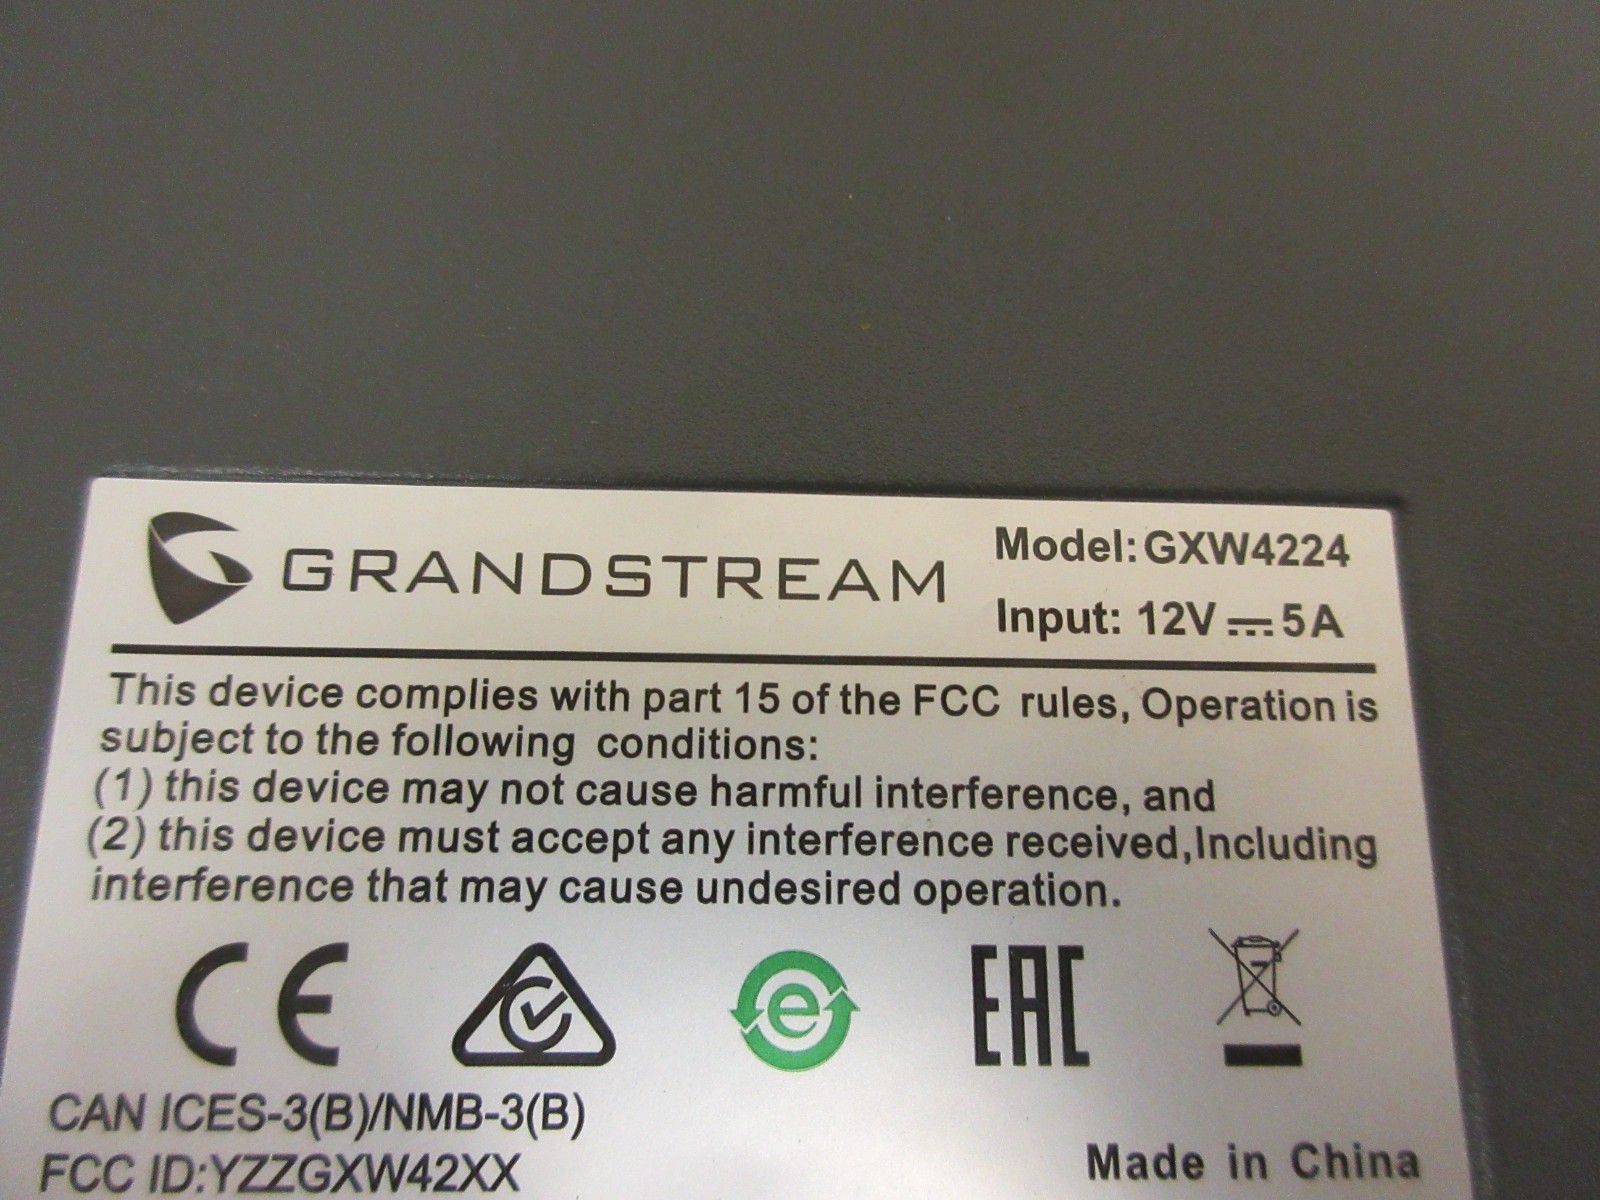 GRANDSTREAM
Model:GXW4224
Input: 12V⎓5A
This device complies with part 15 of the FCC rules, Operation is
subject to the following conditions:
(1) this device may not cause harmful interference, and
(2) this device must accept any interference received,Including
interference that may cause undesired operation.
CE
e
EAC
CAN ICES-3(B)/NMB-3(B)
FCC ID:YZZGXW42XX
Made in China